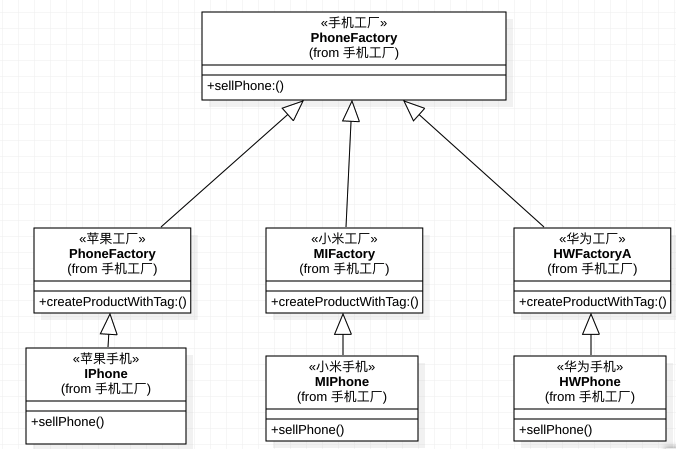 «手机工厂»
PhoneFactory
(from 手机工厂)
+sellPhone:()
«苹果工厂»
PhoneFactory
(from 手机工厂)
+createProductWithTag:()
«小米工厂»
MIFactory
(from 手机工厂)
+createProductWithTag:()
«华为工厂»
HWFactoryA
(from 手机工厂)
+createProductWithTag:()
«苹果手机»
IPhone
(from 手机工厂)
+sellPhone()
«小米手机»
MIPhone
(from 手机工厂)
+sellPhone()
«华为手机»
HWPhone
(from 手机工厂)
+sellPhone()